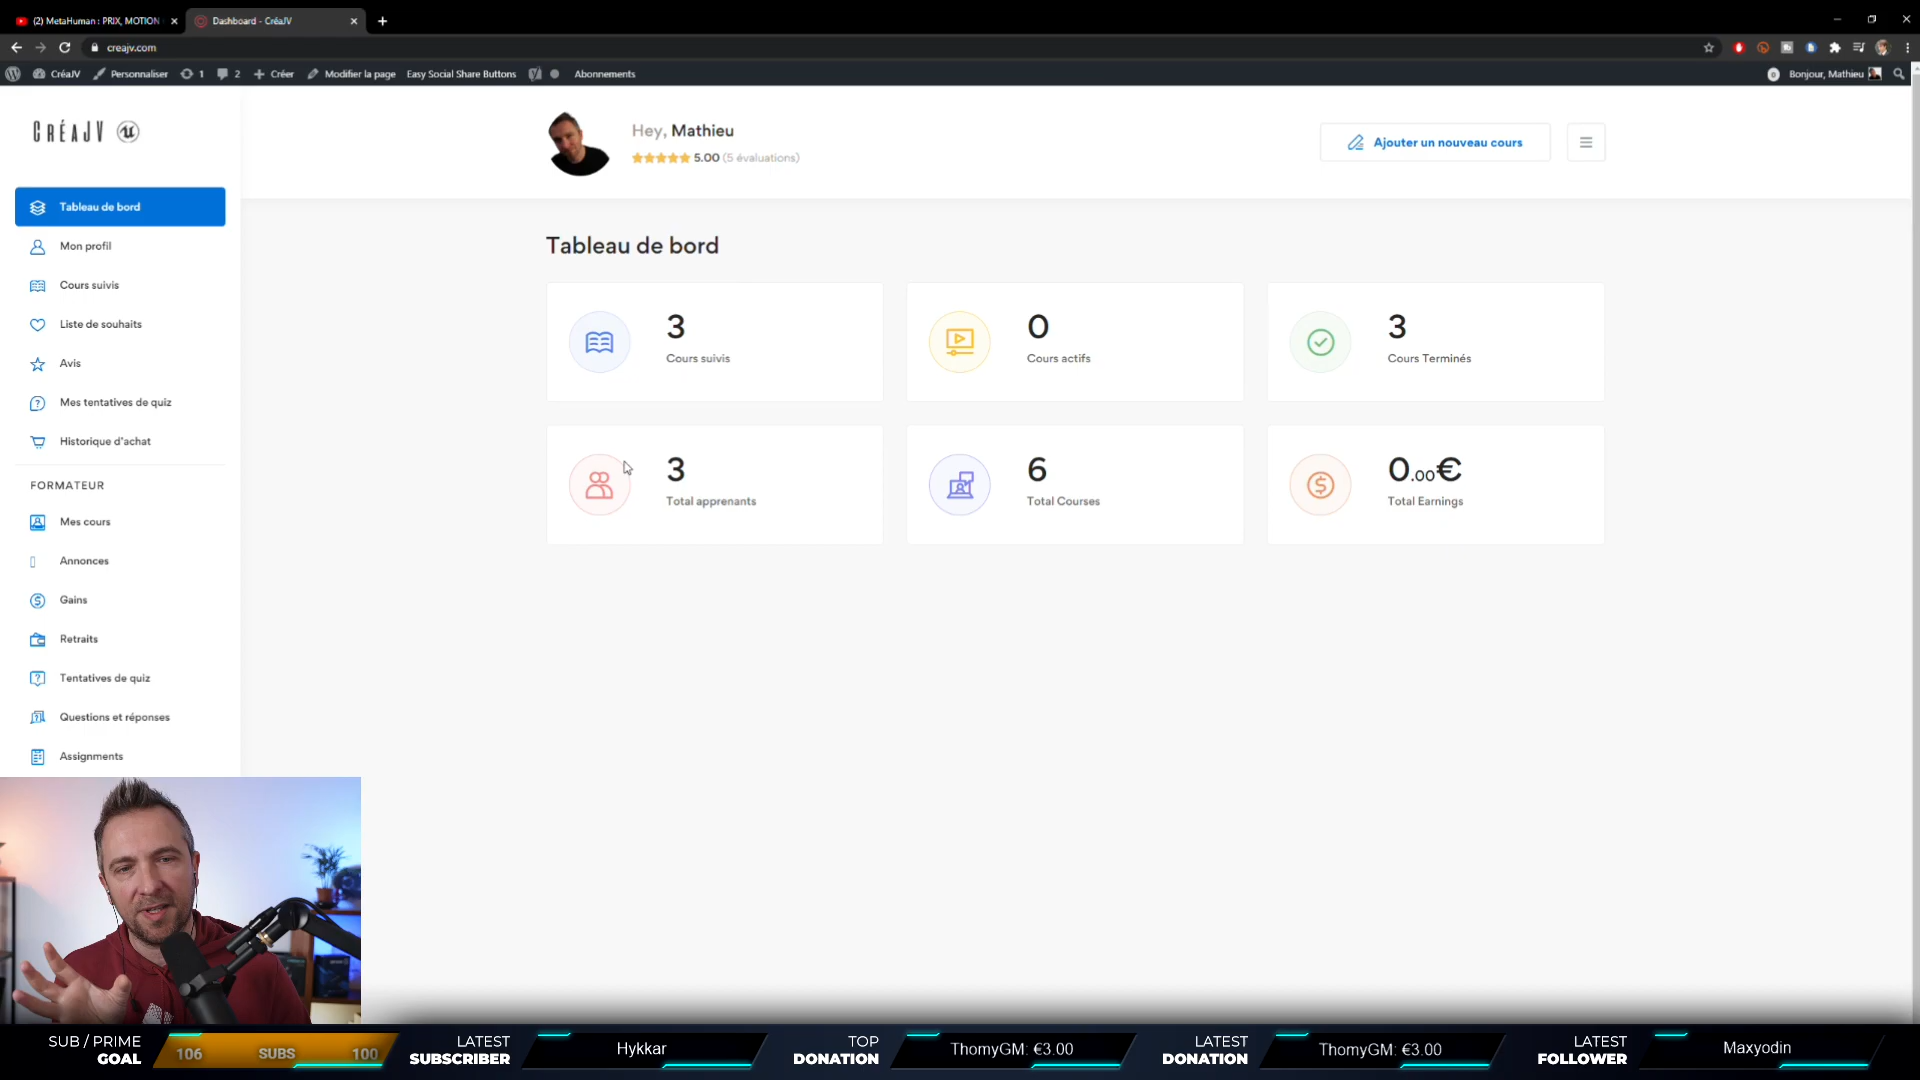 (2) MetaHuman : PRIX, MOTION
Dashboard - CréaJV
creajv.com
CréaJV
Personnaliser
1
2
Créer
Modifier la page
Easy Social Share Buttons
Abonnements
0
Bonjour, Mathieu
CRÉAJV
Hey, Mathieu
5.00 (5 évaluations)
Ajouter un nouveau cours
Tableau de bord
Mon profil
Cours suivis
Liste de souhaits
Avis
Mes tentatives de quiz
Historique d'achat
FORMATEUR
Mes cours
Annonces
Gains
Retraits
Tentatives de quiz
Questions et réponses
Assignments
Tableau de bord
3
Cours suivis
0
Cours actifs
3
Cours Terminés
3
Total apprenants
6
Total Courses
0.00€
Total Earnings
SUB / PRIME
GOAL
106 SUBS 100
LATEST
SUBSCRIBER
Hykkar
TOP
DONATION
ThomyGM: €3.00
LATEST
DONATION
ThomyGM: €3.00
LATEST
FOLLOWER
Maxyodin